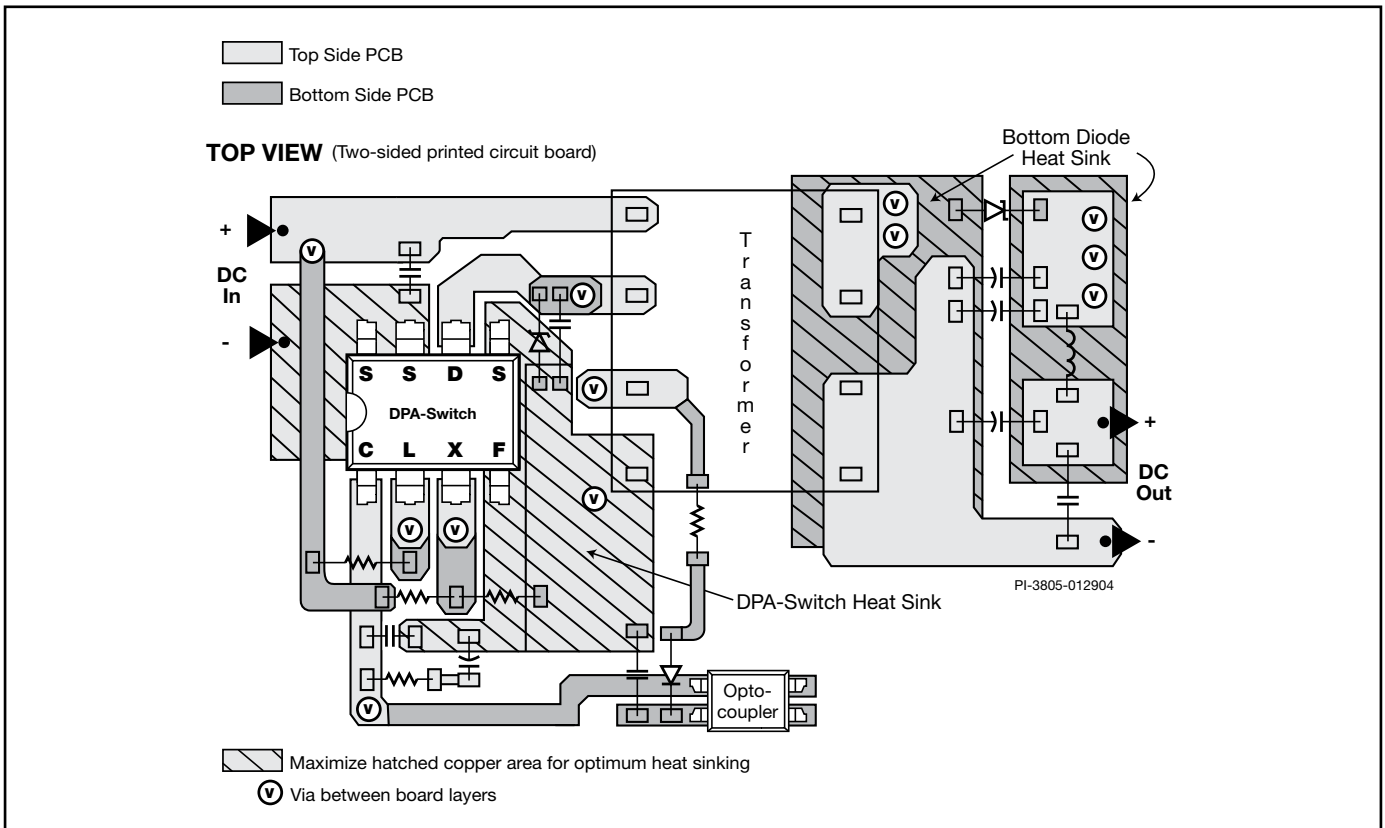 Top Side PCB
Bottom Side PCB
TOP VIEW (Two-sided printed circuit board)
Bottom Diode
Heat Sink
+
DC
In
-
V
V
V
V
V
V
V
V
V
V
V
V
Transformer
S S D S
DPA-Switch
C L X F
+
DC
Out
-
PI-3805-012904
DPA-Switch Heat Sink
Opto-
coupler
Maximize hatched copper area for optimum heat sinking
V Via between board layers